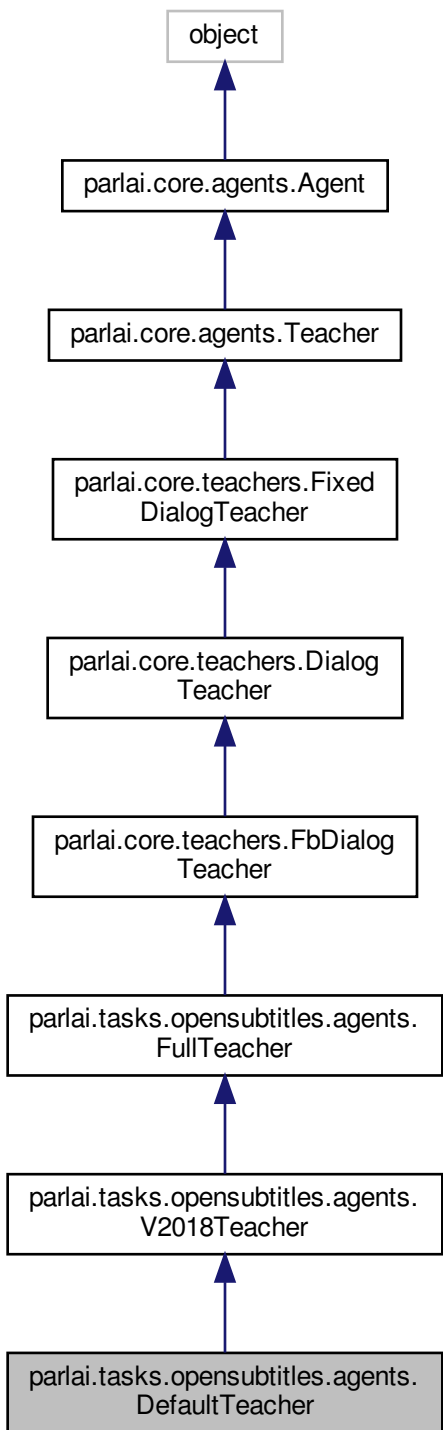 object
parlai.core.agents.Agent
parlai.core.agents.Teacher
parlai.core.teachers.Fixed
DialogTeacher
parlai.core.teachers.Dialog
Teacher
parlai.core.teachers.FbDialog
Teacher
parlai.tasks.opensubtitles.agents.
FullTeacher
parlai.tasks.opensubtitles.agents.
V2018Teacher
parlai.tasks.opensubtitles.agents.
DefaultTeacher